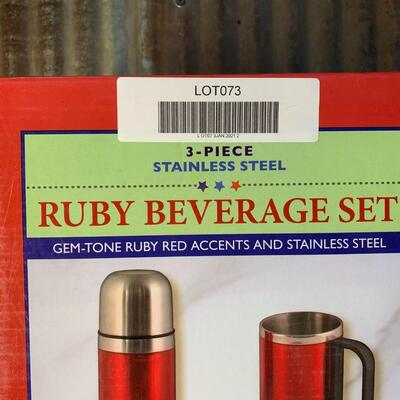 LOT073
3-PIECE
STAINLESS STEEL
RUBY BEVERAGE SET
GEM-TONE RUBY RED ACCENTS AND STAINLESS STEEL